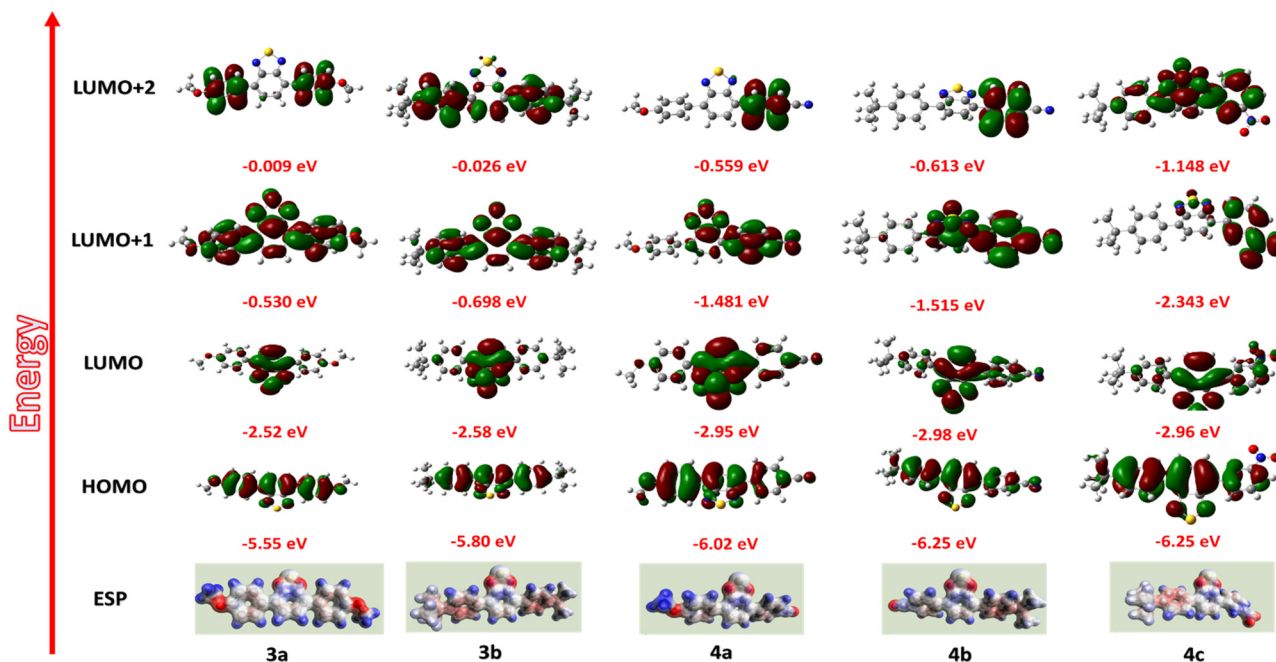 Energy
LUMO+2
-0.009 eV -0.026 eV -0.559 eV -0.613 eV -1.148 eV
LUMO+1
-0.530 eV -0.698 eV -1.481 eV -1.515 eV -2.343 eV
LUMO
-2.52 eV -2.58 eV -2.95 eV -2.98 eV -2.96 eV
HOMO
-5.55 eV -5.80 eV -6.02 eV -6.25 eV -6.25 eV
ESP
3a 3b 4a 4b 4c